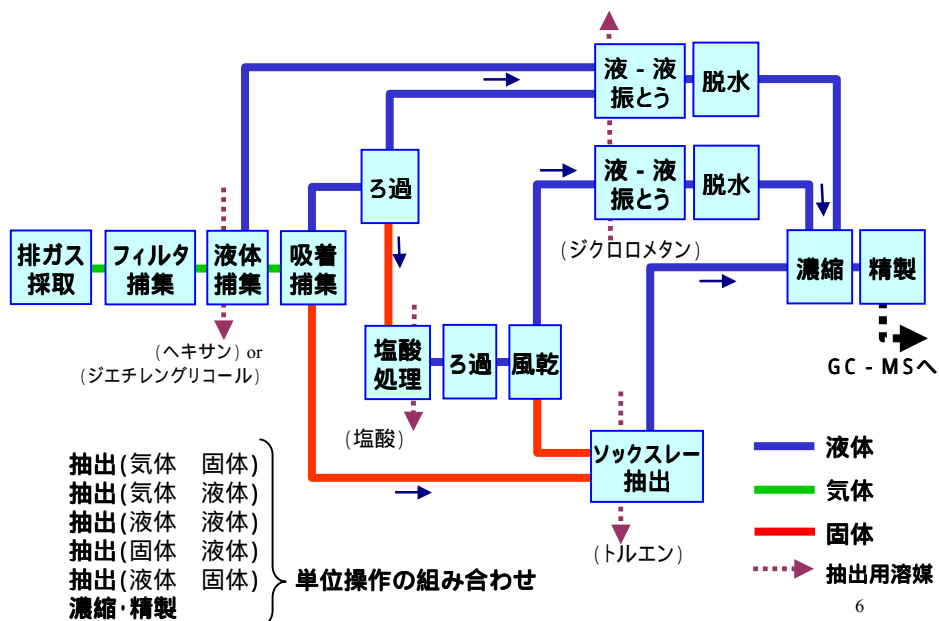 液 - 液
振とう
脱水
ろ過
液 - 液
振とう
脱水
(ジクロロメタン)
排ガス
採取
フィルタ
捕集
液体
捕集
吸着
捕集
濃縮
精製
(ヘキサン) or
(ジエチレングリコール)
塩酸
処理
ろ過
風乾
GC - MSへ
(塩酸)
ソックスレー
抽出
(トルエン)
抽出(気体 固体)
抽出(気体 液体)
抽出(液体 液体)
抽出(固体 液体)
抽出(液体 固体)
濃縮･精製
単位操作の組み合わせ
液体
気体
固体
抽出用溶媒
6